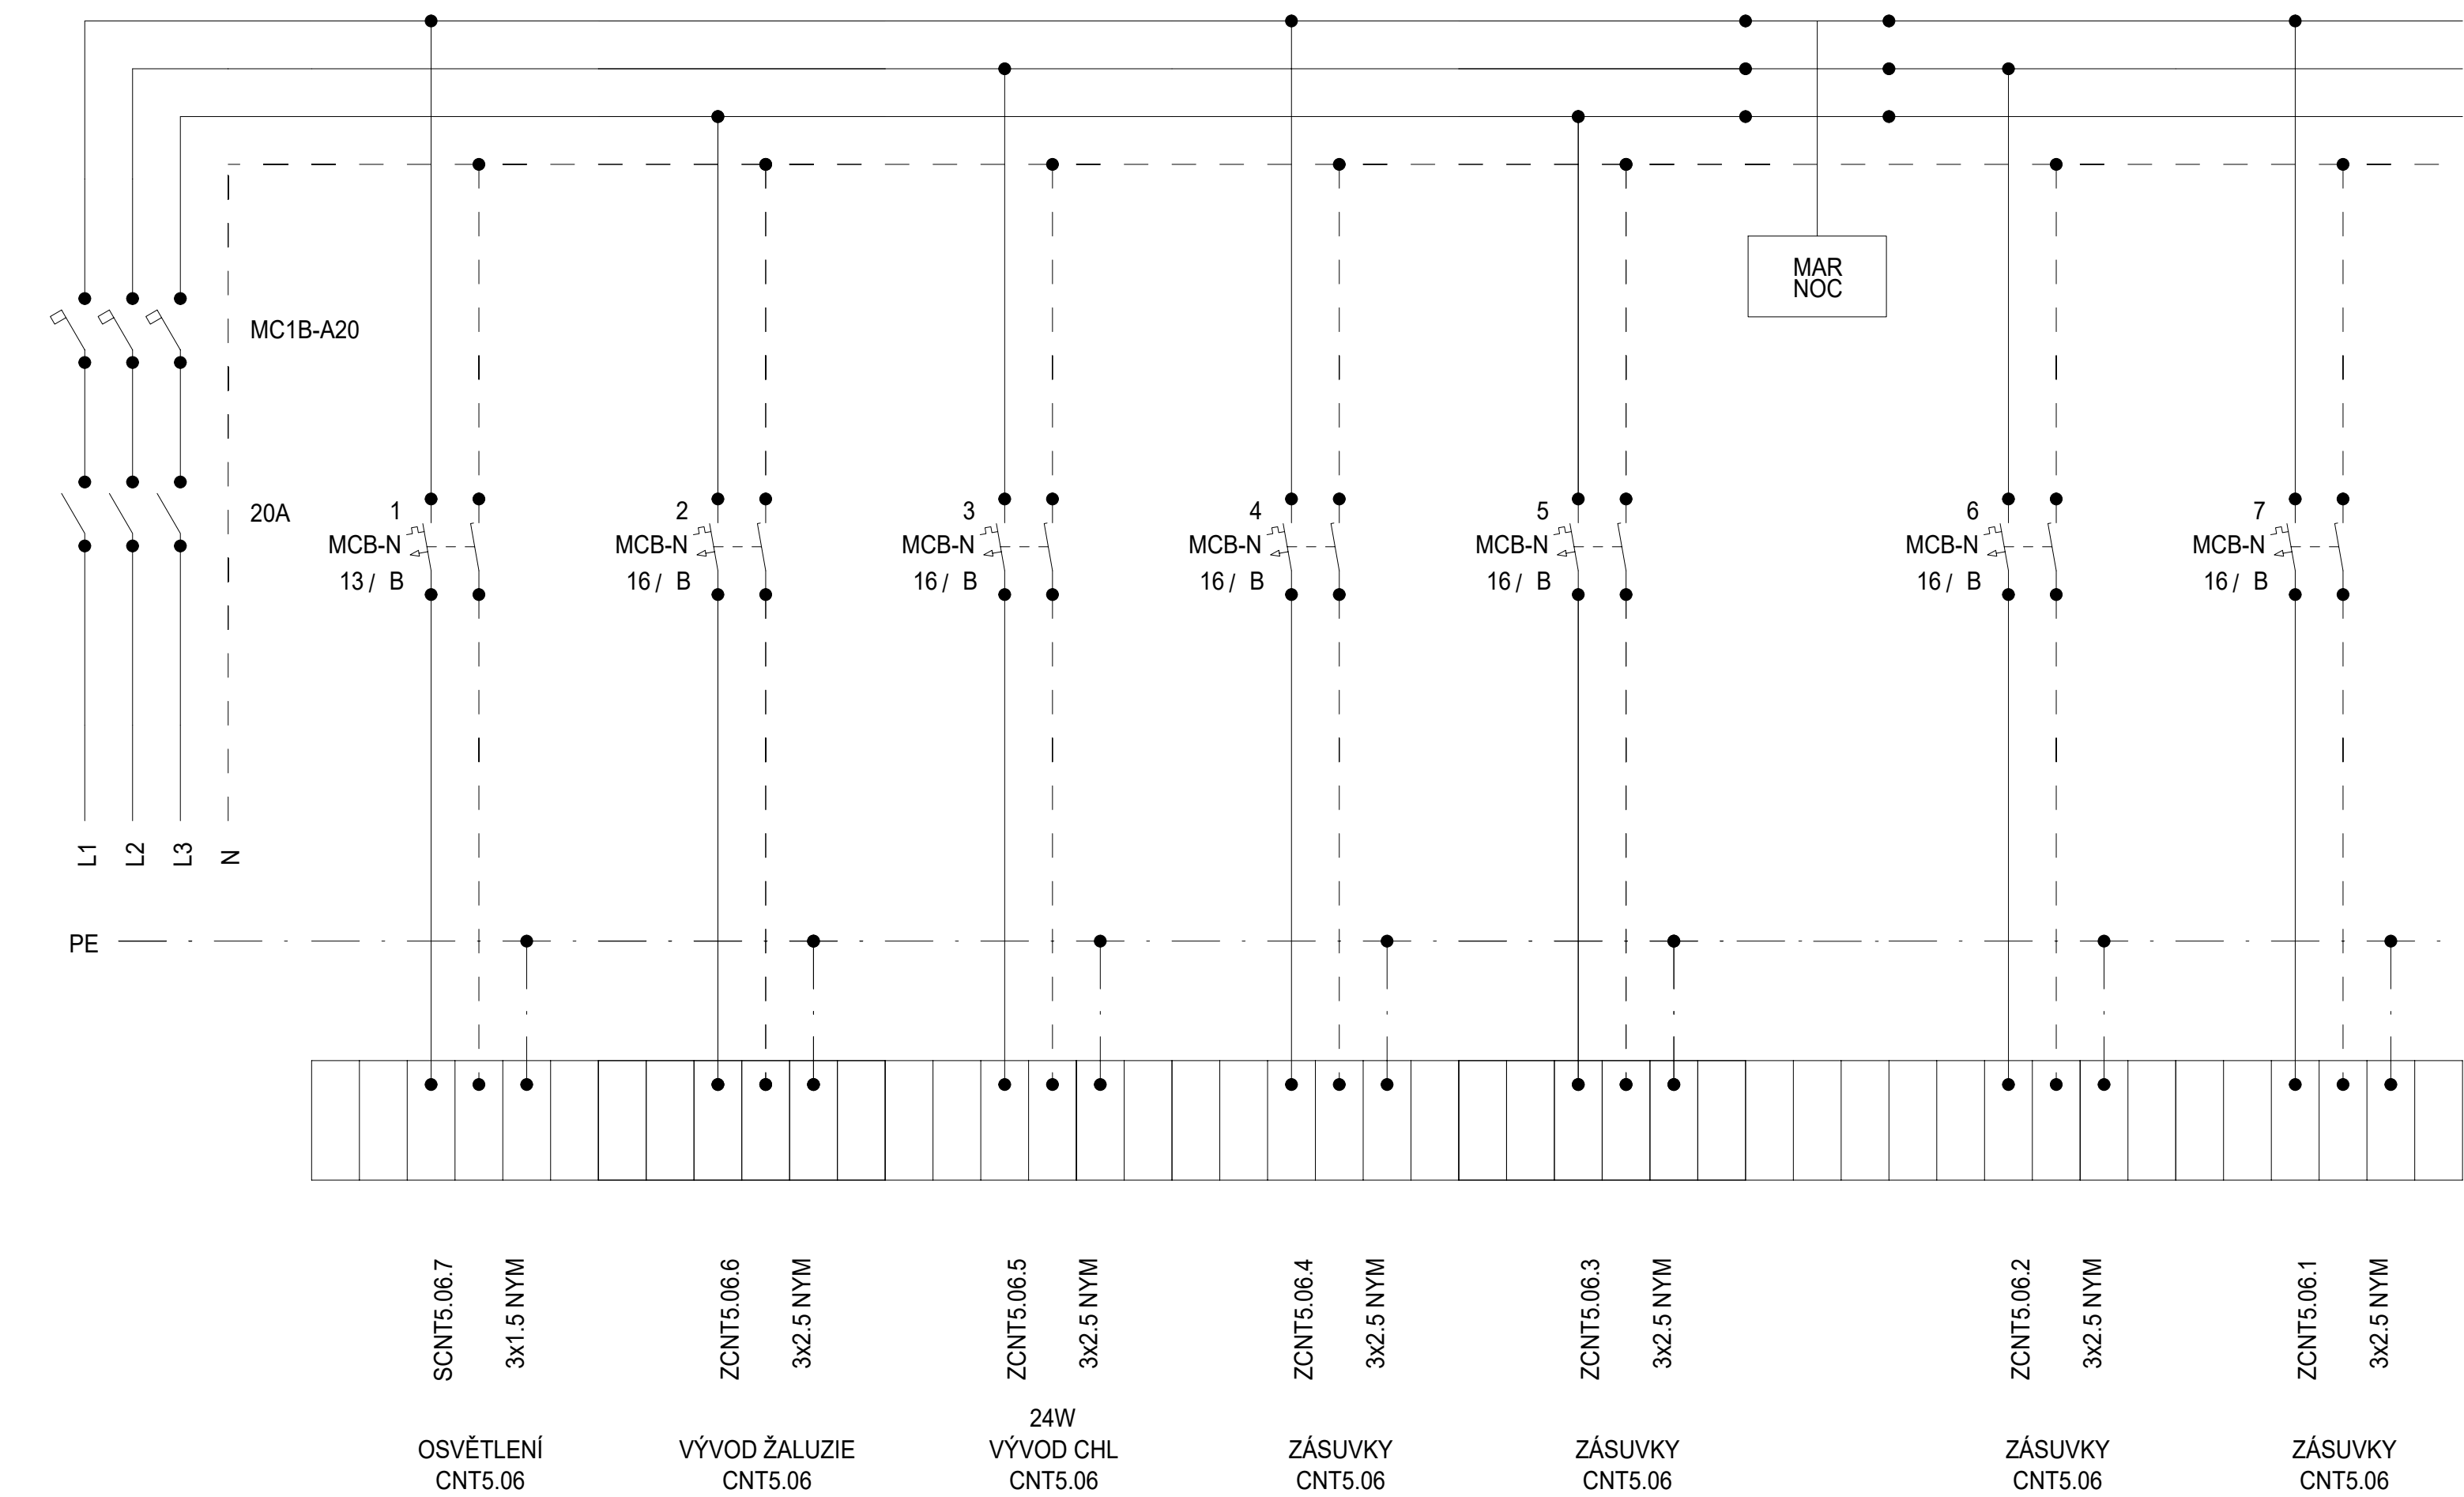 MAR
NOC
MC1B-A20
20A
1
MCB-N
13 / B
2
MCB-N
16 / B
3
MCB-N
16 / B
4
MCB-N
16 / B
5
MCB-N
16 / B
6
MCB-N
16 / B
7
MCB-N
16 / B
L1
L2
L3
N
PE
SCNT5.06.7
3x1.5 NYM
ZCNT5.06.6
3x2.5 NYM
ZCNT5.06.5
3x2.5 NYM
ZCNT5.06.4
3x2.5 NYM
ZCNT5.06.3
3x2.5 NYM
ZCNT5.06.2
3x2.5 NYM
ZCNT5.06.1
3x2.5 NYM
OSVĚTLENÍ
CNT5.06
VÝVOD ŽALUZIE
CNT5.06
24W
VÝVOD CHL
CNT5.06
ZÁSUVKY
CNT5.06
ZÁSUVKY
CNT5.06
ZÁSUVKY
CNT5.06
ZÁSUVKY
CNT5.06